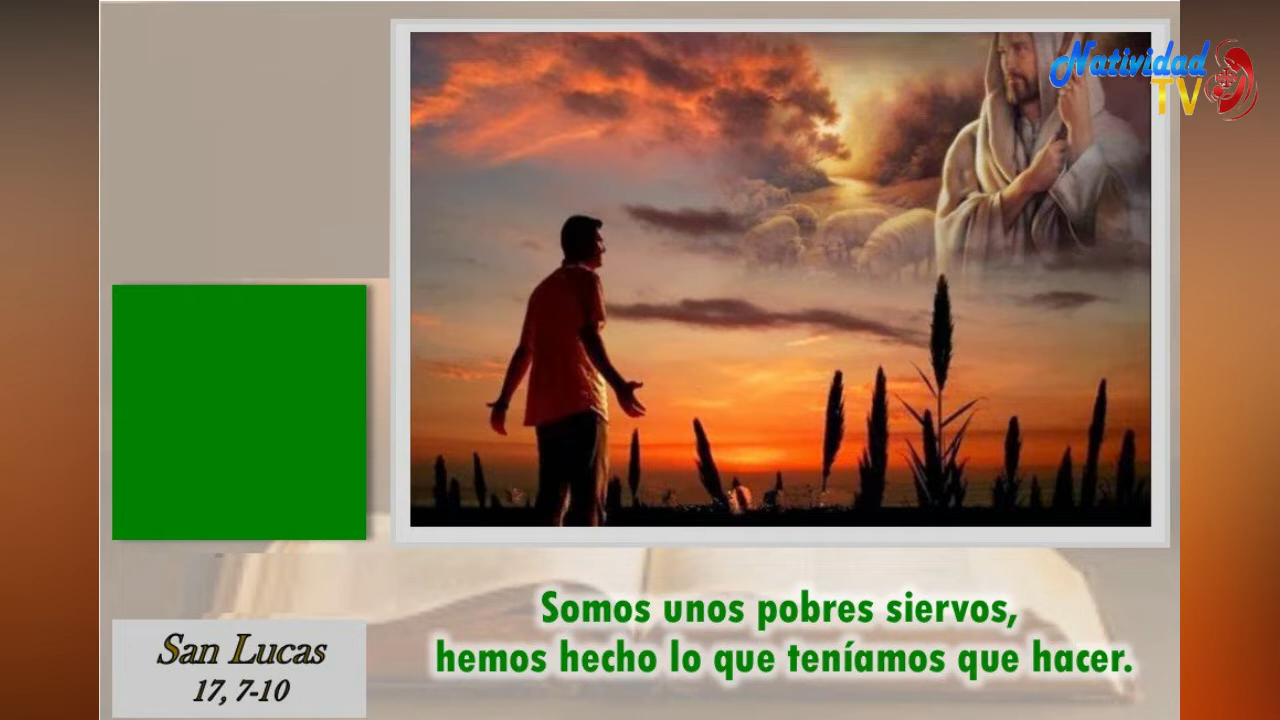 Natividad
TV
San Lucas
17, 7-10
Somos unos pobres siervos,
hemos hecho lo que teníamos que hacer.